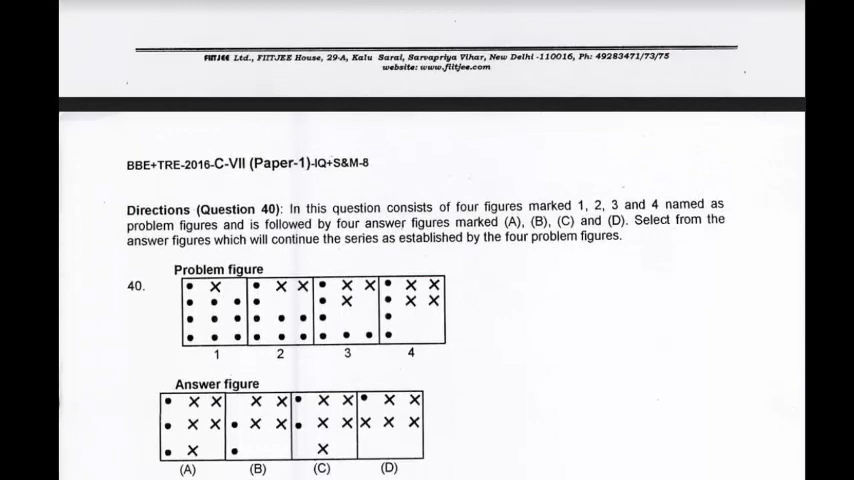 FIITJEE Ltd., FIITJEE House, 29-A, Kalu Sarai, Sarvapriya Vihar, New Delhi -110016, Ph: 49283471/73/75
website: www.fiitjee.com
BBE+TRE-2016-C-VII (Paper-1)-IQ+S&M-8
Directions (Question 40): In this question consists of four figures marked 1, 2, 3 and 4 named as
problem figures and is followed by four answer figures marked (A), (B), (C) and (D). Select from the
answer figures which will continue the series as established by the four problem figures.
Problem figure
40.
1 2 3 4
Answer figure
(A) (B) (C) (D)